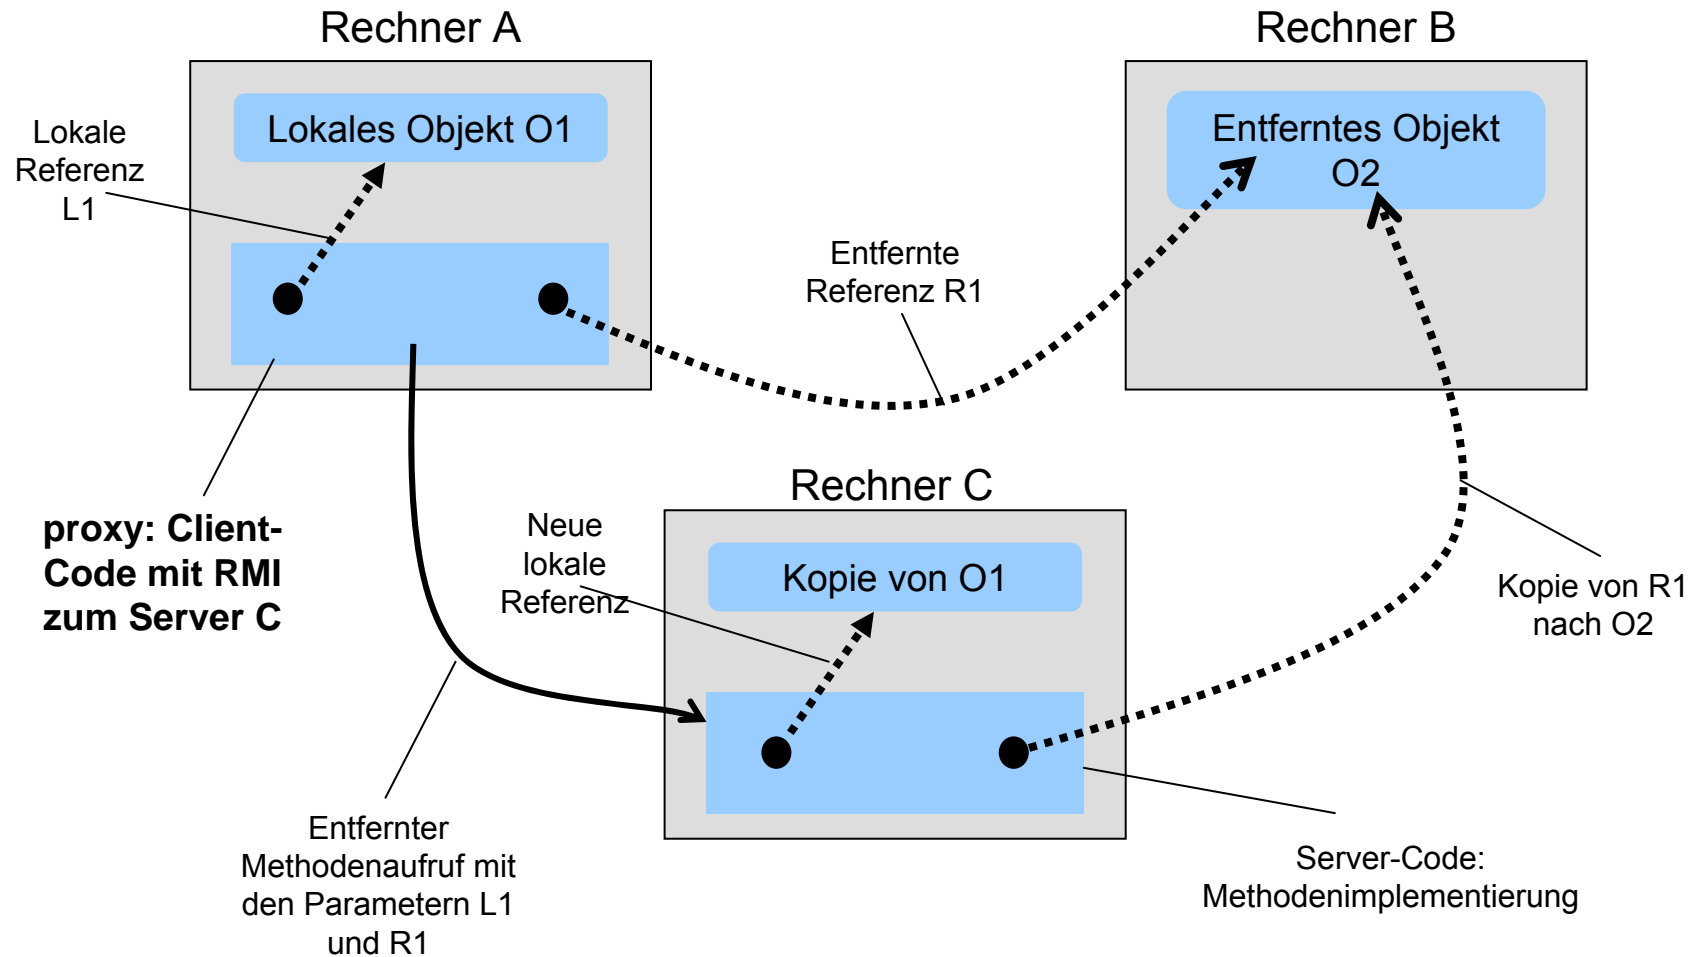 Rechner A
Rechner B
Lokale
Referenz
L1
Lokales Objekt O1
Entferntes Objekt
O2
Entfernte
Referenz R1
Rechner C
proxy: Client-
Code mit RMI
zum Server C
Neue
lokale
Referenz
Kopie von O1
Kopie von R1
nach O2
Entfernter
Methodenaufruf mit
den Parametern L1
und R1
Server-Code:
Methodenimplementierung